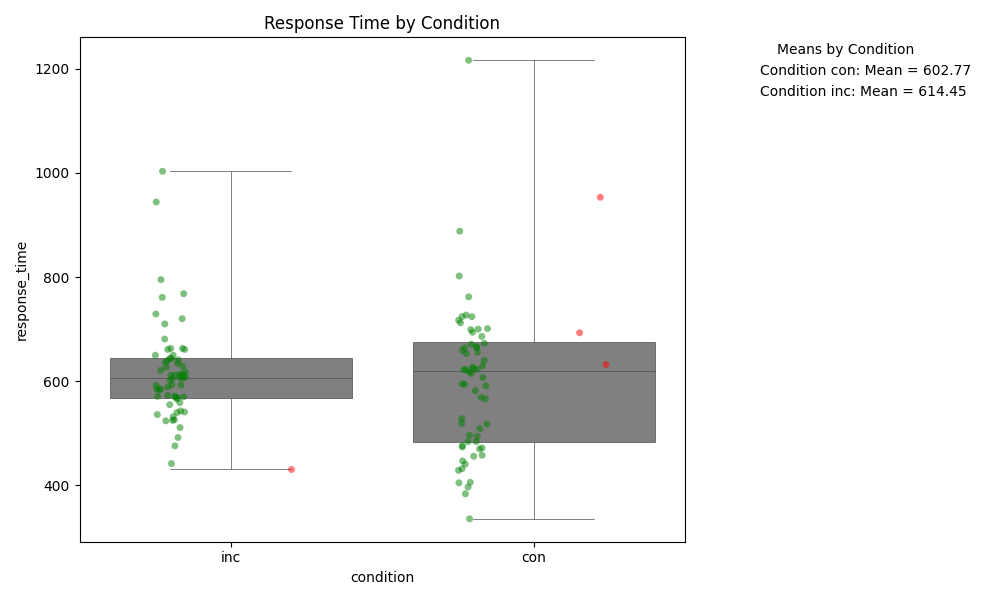 Response Time by Condition
Means by Condition
Condition con: Mean = 602.77
Condition inc: Mean = 614.45
response_time
1200
1000
800
600
400
inc
con
condition